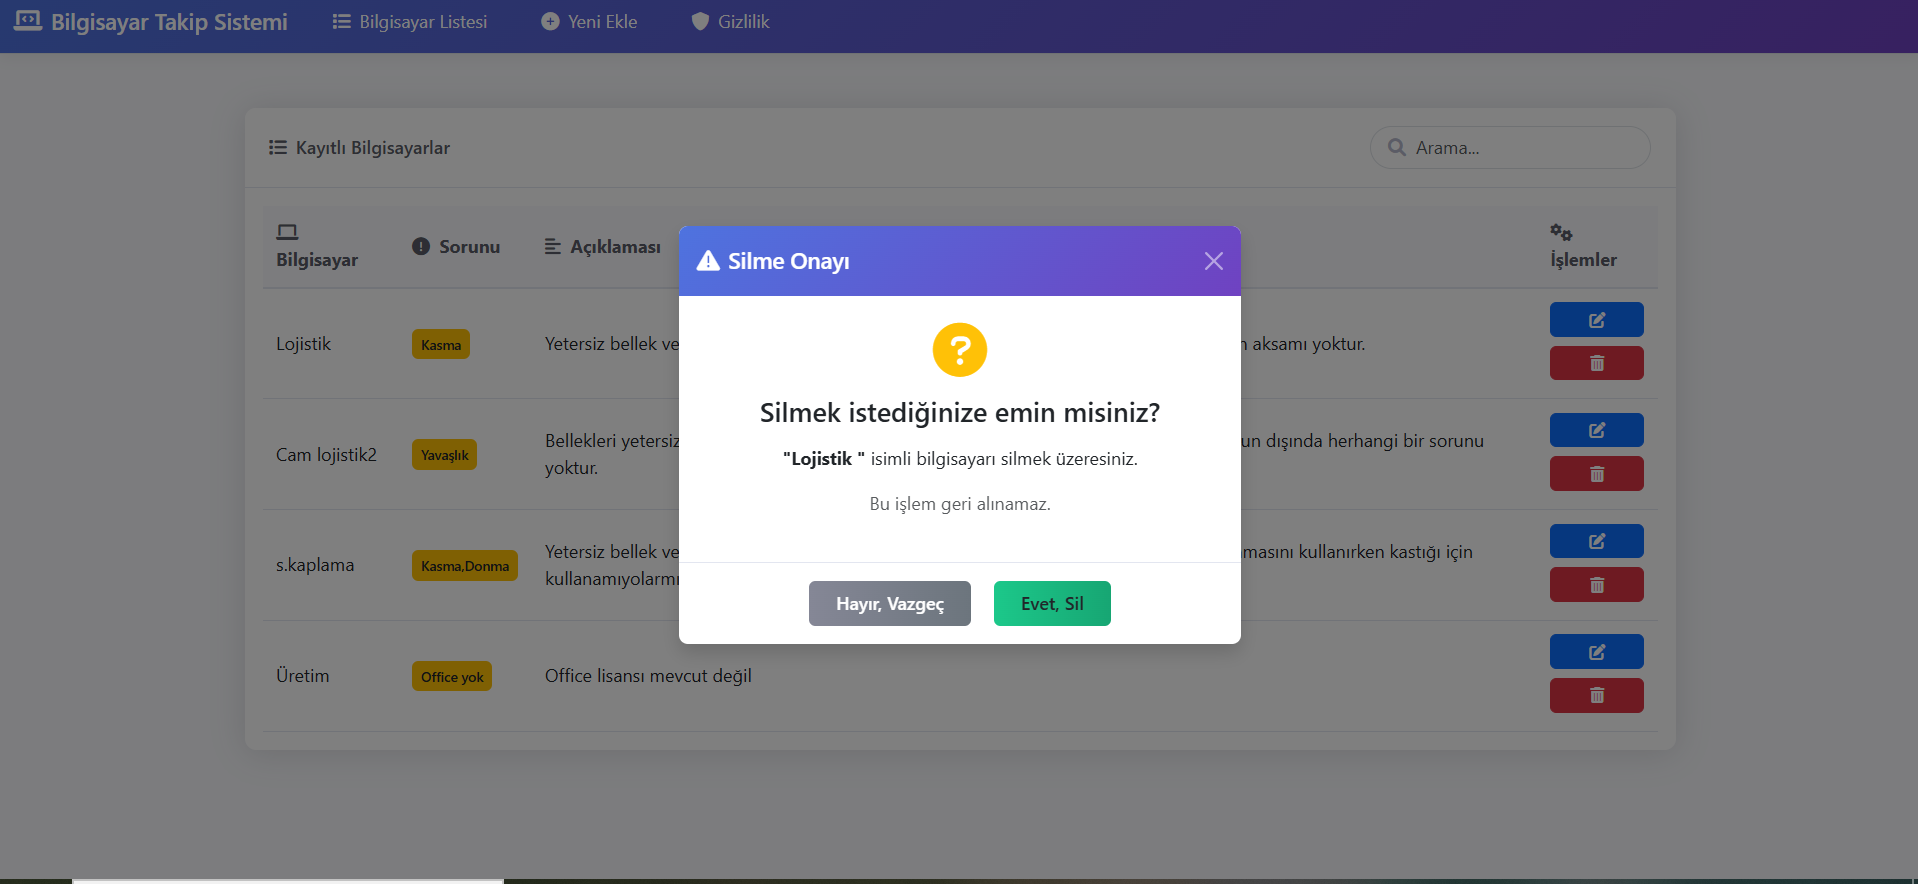 Bilgisayar Takip Sistemi Bilgisayar Listesi Yeni Ekle Gizlilik
Kayıtlı Bilgisayarlar Arama...
Bilgisayar Sorunu Açıklaması İşlemler
Lojistik Kasma Yetersiz bellek ve aksamı yoktur.
Cam lojistik2 Yavaşlık Bellekleri yetersiz dışında herhangi bir sorunu
yoktur.
s.kaplama Kasma,Donma Yetersiz bellek ve kullanırken kastığı için
Üretim Office yok Office lisansı mevcut değil
Silme Onayı
?
Silmek istediğinize emin misiniz?
"Lojistik " isimli bilgisayarı silmek üzeresiniz.
Bu işlem geri alınamaz.
Hayır, Vazgeç Evet, Sil